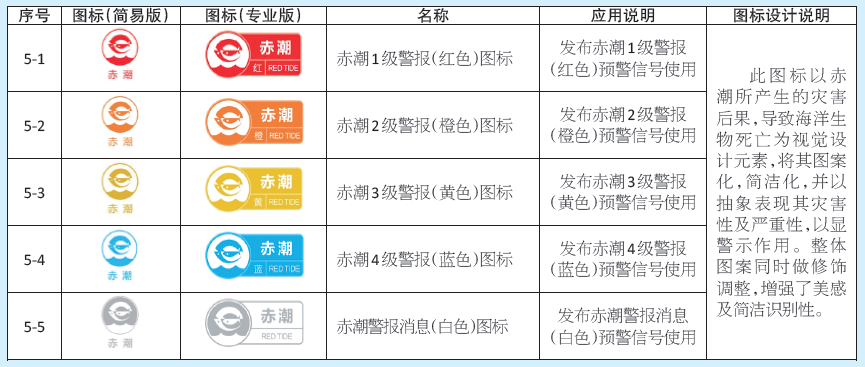 序号 图标(简易版) 图标(专业版) 名称 应用说明 图标设计说明
5-1 赤潮 赤潮 红 RED TIDE 赤潮1级警报(红色)图标 发布赤潮1级警报
(红色)预警信号使用
5-2 赤潮 赤潮 橙 RED TIDE 赤潮2级警报(橙色)图标 发布赤潮2级警报
(橙色)预警信号使用
5-3 赤潮 赤潮 黄 RED TIDE 赤潮3级警报(黄色)图标 发布赤潮3级警报
(黄色)预警信号使用
5-4 赤潮 赤潮 蓝 RED TIDE 赤潮4级警报(蓝色)图标 发布赤潮4级警报
(蓝色)预警信号使用
5-5 赤潮 赤潮 RED TIDE 赤潮警报消息(白色)图标 发布赤潮警报消息
(白色)预警信号使用
此图标以赤
潮所产生的灾害
后果,导致海洋生
物死亡为视觉设
计元素,将其图案
化,简洁化,并以
抽象表现其灾害
性及严重性,以显
警示作用。整体
图案同时做修饰
调整,增强了美感
及简洁识别性。